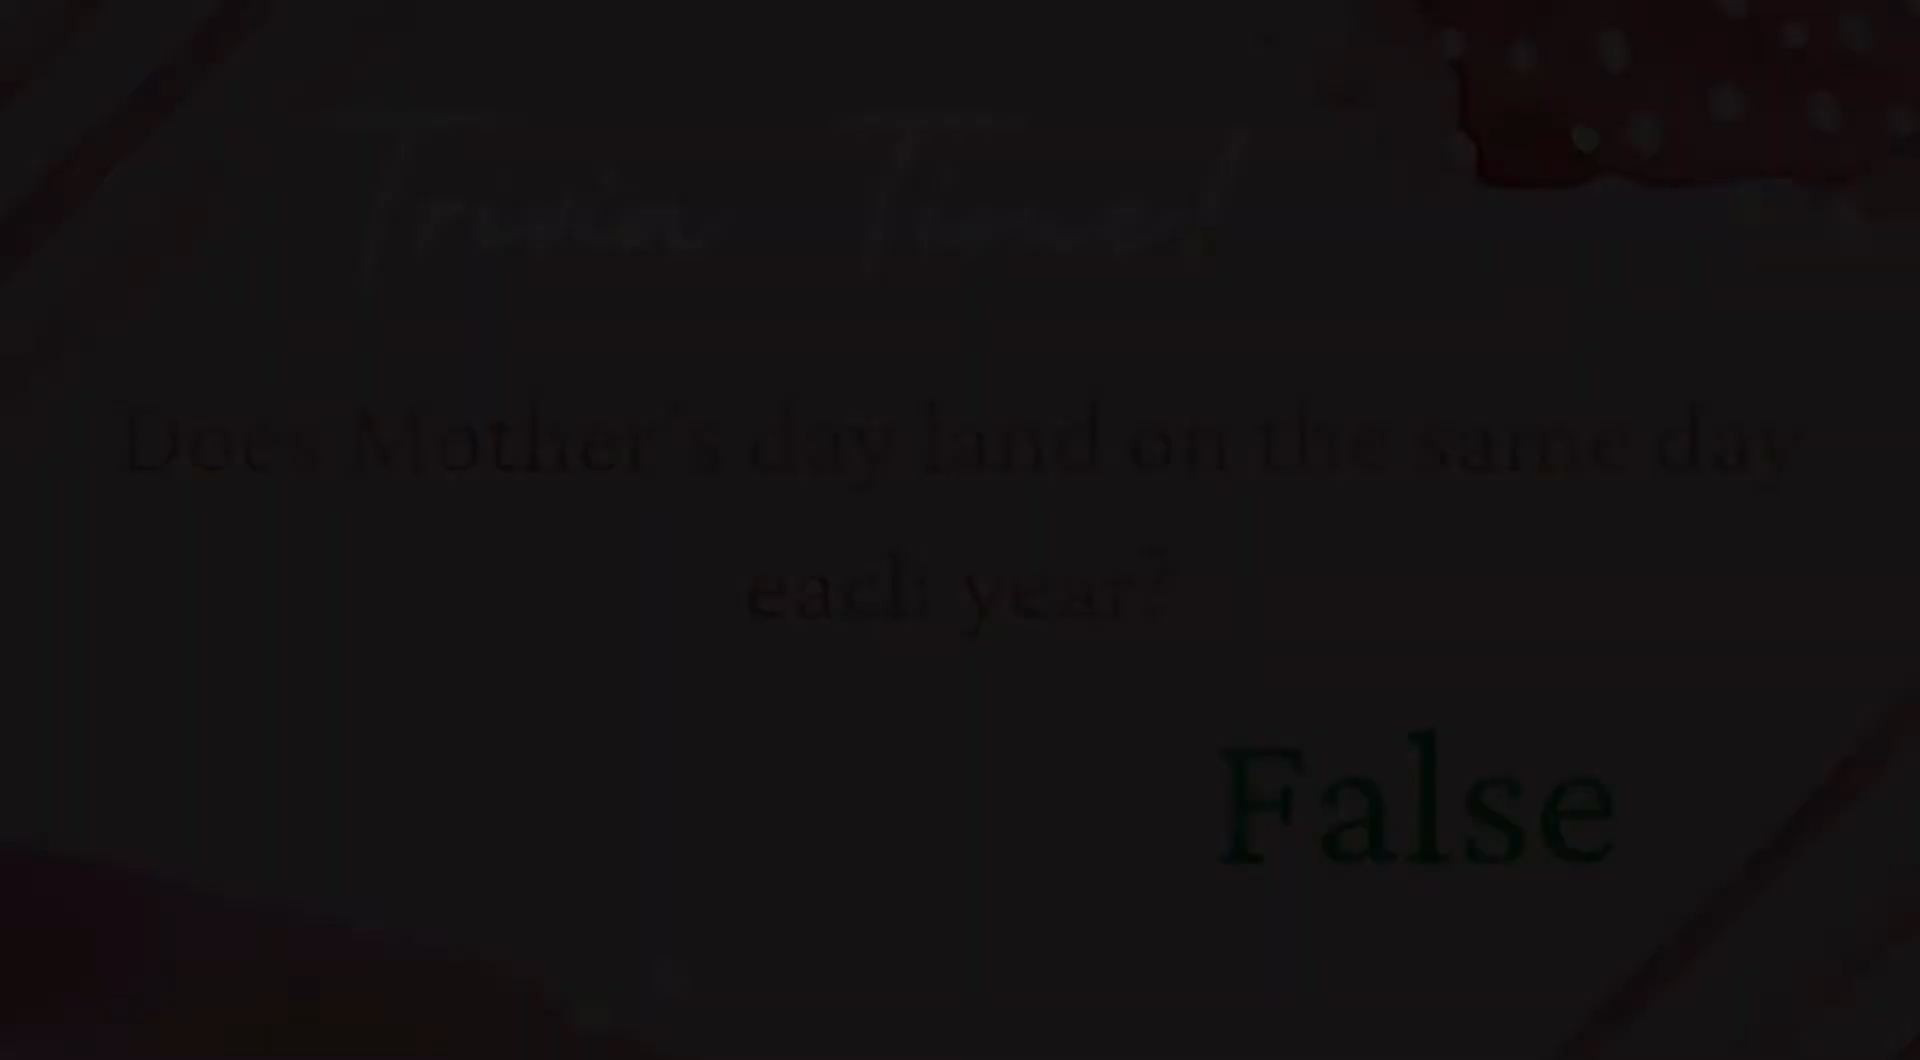 Trivia Time!
Does Mother's day land on the same day
each year?
False